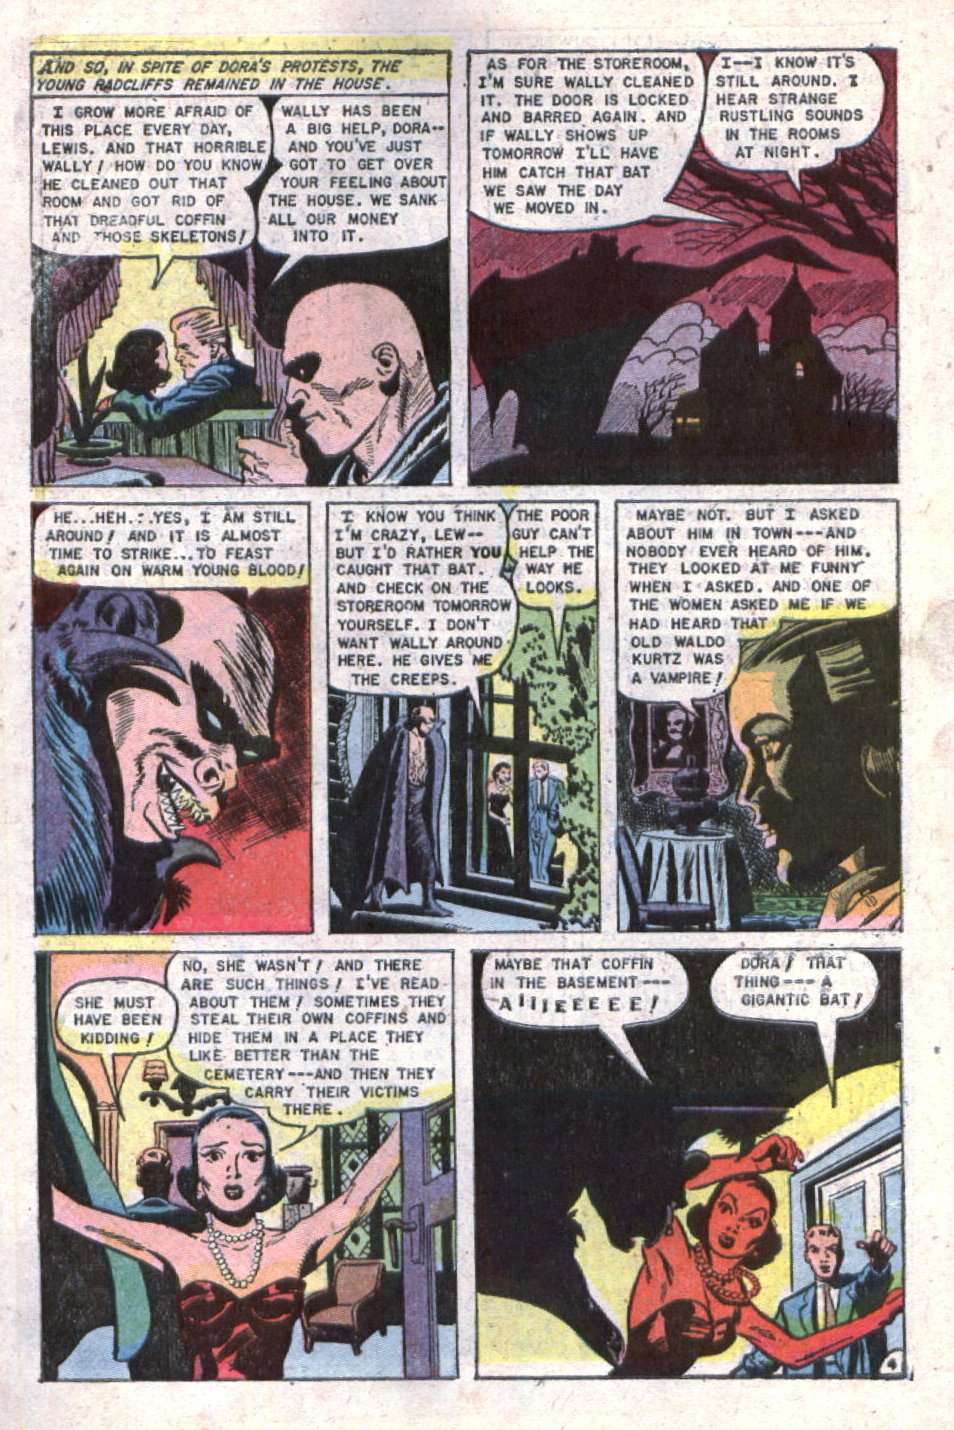 AND SO, IN SPITE OF DORA'S PROTESTS, THE
YOUNG RADCLIFFS REMAINED IN THE HOUSE.
I GROW MORE AFRAID OF
THIS PLACE EVERY DAY,
LEWIS. AND THAT HORRIBLE
WALLY! HOW DO YOU KNOW
HE CLEANED OUT THAT
ROOM AND GOT RID OF
THAT DREADFUL COFFIN
AND THOSE SKELETONS!
WALLY HAS BEEN
A BIG HELP, DORA--
AND YOU'VE JUST
GOT TO GET OVER
YOUR FEELING ABOUT
THE HOUSE. WE SANK
ALL OUR MONEY
INTO IT.
AS FOR THE STOREROOM,
I'M SURE WALLY CLEANED
IT. THE DOOR IS LOCKED
AND BARRED AGAIN. AND
IF WALLY SHOWS UP
TOMORROW I'LL HAVE
HIM CATCH THAT BAT
WE SAW THE DAY
WE MOVED IN.
I--I KNOW IT'S
STILL AROUND. I
HEAR STRANGE
RUSTLING SOUNDS
IN THE ROOMS
AT NIGHT.
HE...HEH...YES, I AM STILL
AROUND! AND IT IS ALMOST
TIME TO STRIKE...TO FEAST
AGAIN ON WARM YOUNG BLOOD!
I KNOW YOU THINK
I'M CRAZY, LEW--
BUT I'D RATHER YOU
CAUGHT THAT BAT.
AND CHECK ON THE
STOREROOM TOMORROW
YOURSELF. I DON'T
WANT WALLY AROUND
HERE. HE GIVES ME
THE CREEPS.
THE POOR
GUY CAN'T
HELP THE
WAY HE
LOOKS.
MAYBE NOT. BUT I ASKED
ABOUT HIM IN TOWN---AND
NOBODY EVER HEARD OF HIM.
THEY LOOKED AT ME FUNNY
WHEN I ASKED. AND ONE OF
THE WOMEN ASKED ME IF WE
HAD HEARD THAT
OLD WALDO
KURTZ WAS
A VAMPIRE!
SHE MUST
HAVE BEEN
KIDDING!
NO, SHE WASN'T! AND THERE
ARE SUCH THINGS! I'VE READ
ABOUT THEM! SOMETIMES THEY
STEAL THEIR OWN COFFINS AND
HIDE THEM IN A PLACE THEY
LIKE BETTER THAN THE
CEMETERY---AND THEN THEY
CARRY THEIR VICTIMS
THERE.
MAYBE THAT COFFIN
IN THE BASEMENT---
AIIIEEEEE!
DORA! THAT
THING--- A
GIGANTIC BAT!
4